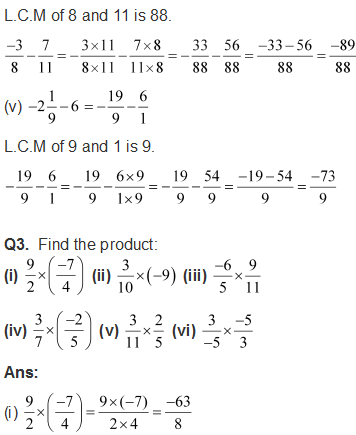 L.C.M of 8 and 11 is 88.
-3/8 - 7/11 = - 3×11/8×11 - 7×8/11×8 = - 33/88 - 56/88 = -33-56/88 = -89/88
(v) -2 1/9 - 6 = - 19/9 - 6/1
L.C.M of 9 and 1 is 9.
- 19/9 - 6/1 = - 19/9 - 6×9/1×9 = - 19/9 - 54/9 = -19-54/9 = -73/9
Q3. Find the product:
(i) 9/2 × (-7/4) (ii) 3/10 × (-9) (iii) -6/5 × 9/11
(iv) 3/7 × (-2/5) (v) 3/11 × 2/5 (vi) 3/-5 × -5/3
Ans:
(i) 9/2 × (-7/4) = 9×(-7)/2×4 = -63/8